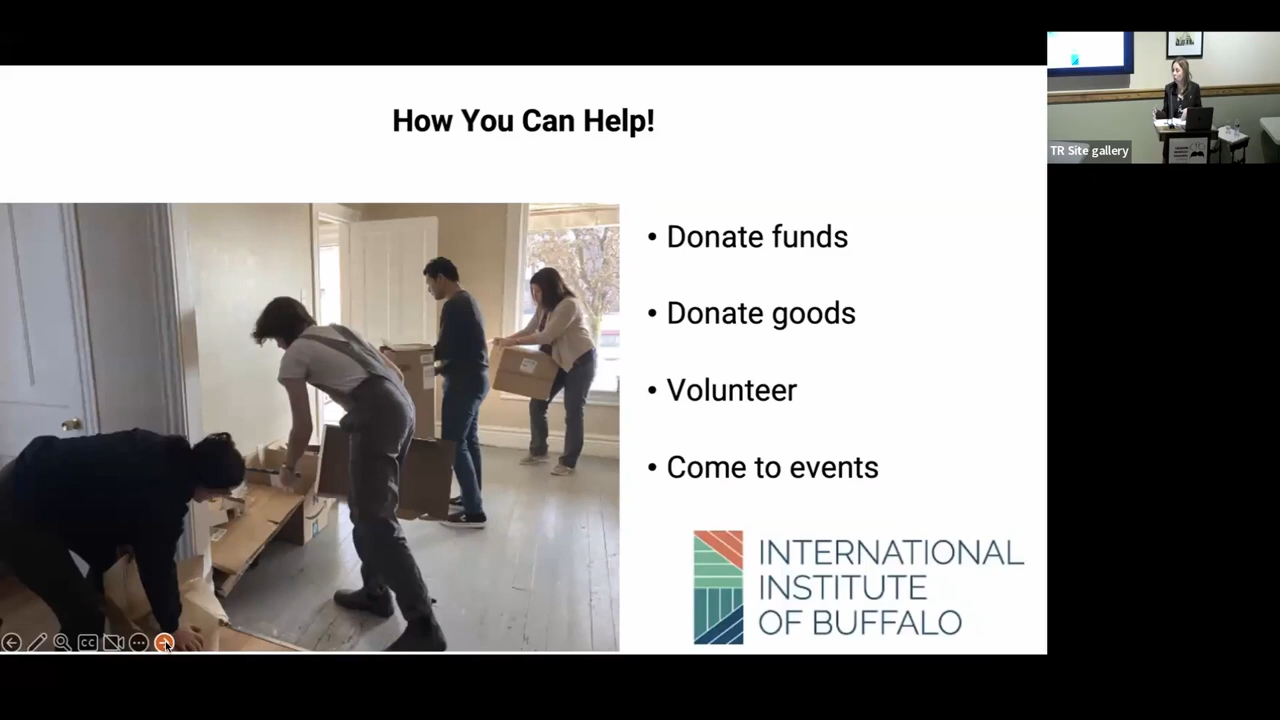 How You Can Help!
• Donate funds
• Donate goods
• Volunteer
• Come to events
INTERNATIONAL
INSTITUTE
OF BUFFALO
CC
TR Site gallery